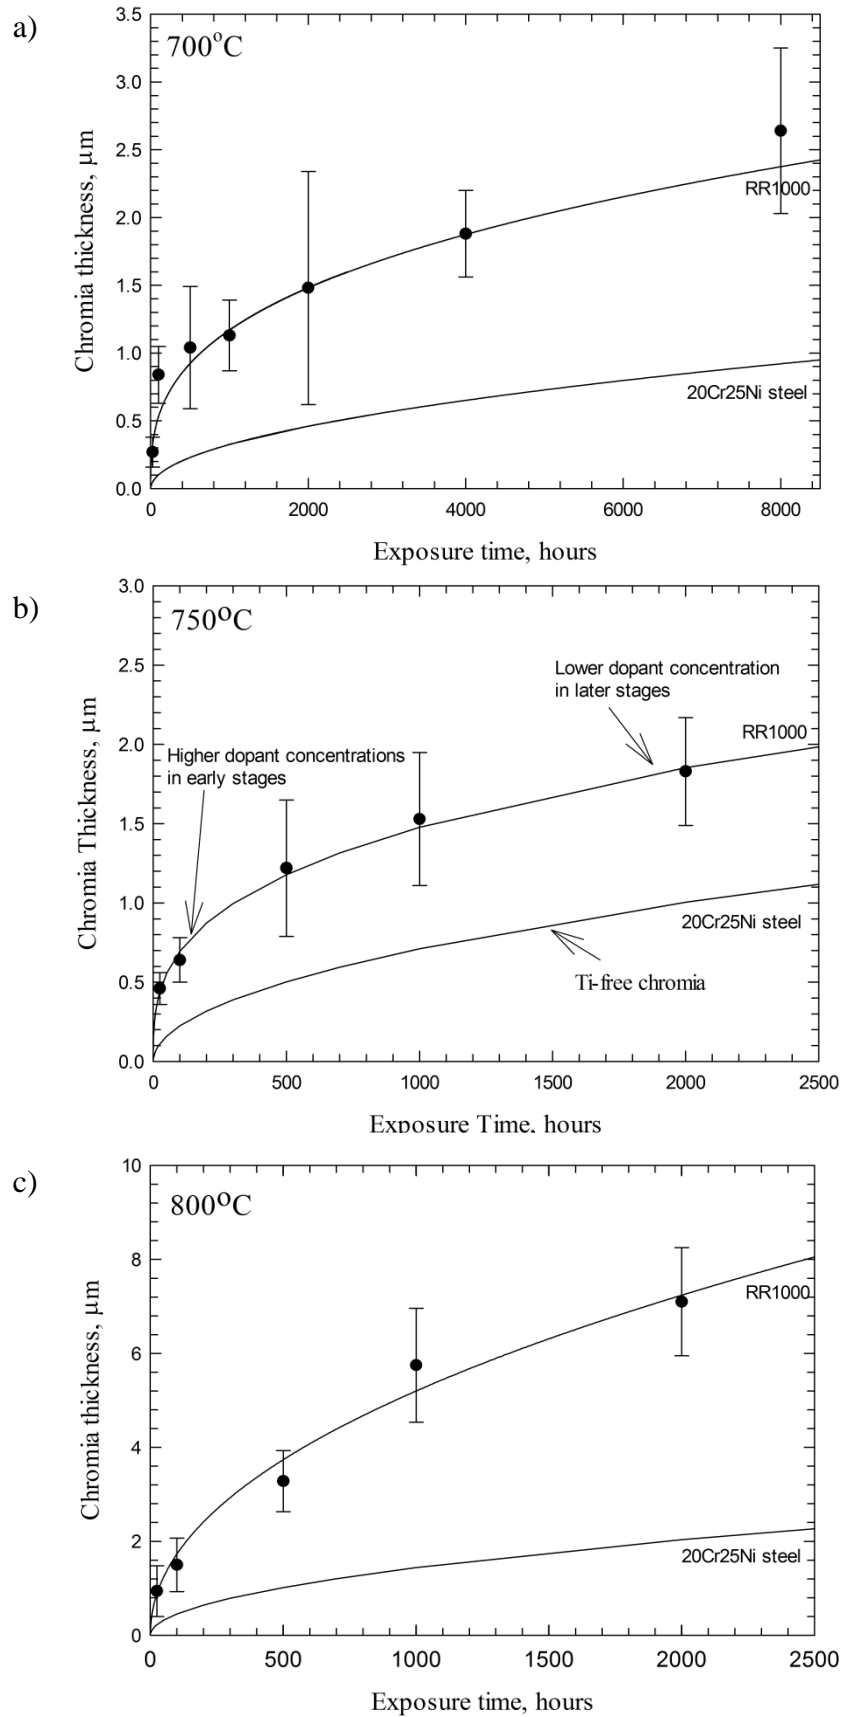 a)
700°C
3.5
3.0
2.5
2.0
1.5
1.0
0.5
0.0
Chromia thickness, μm
RR1000
20Cr25Ni steel
0 2000 4000 6000 8000
Exposure time, hours
b)
750°C
3.0
2.5
2.0
1.5
1.0
0.5
0.0
Chromia Thickness, μm
Lower dopant concentration
in later stages
RR1000
Higher dopant concentrations
in early stages
20Cr25Ni steel
Ti-free chromia
0 500 1000 1500 2000 2500
Exposure Time, hours
c)
800°C
10
8
6
4
2
0
Chromia thickness, μm
RR1000
20Cr25Ni steel
0 500 1000 1500 2000 2500
Exposure time, hours